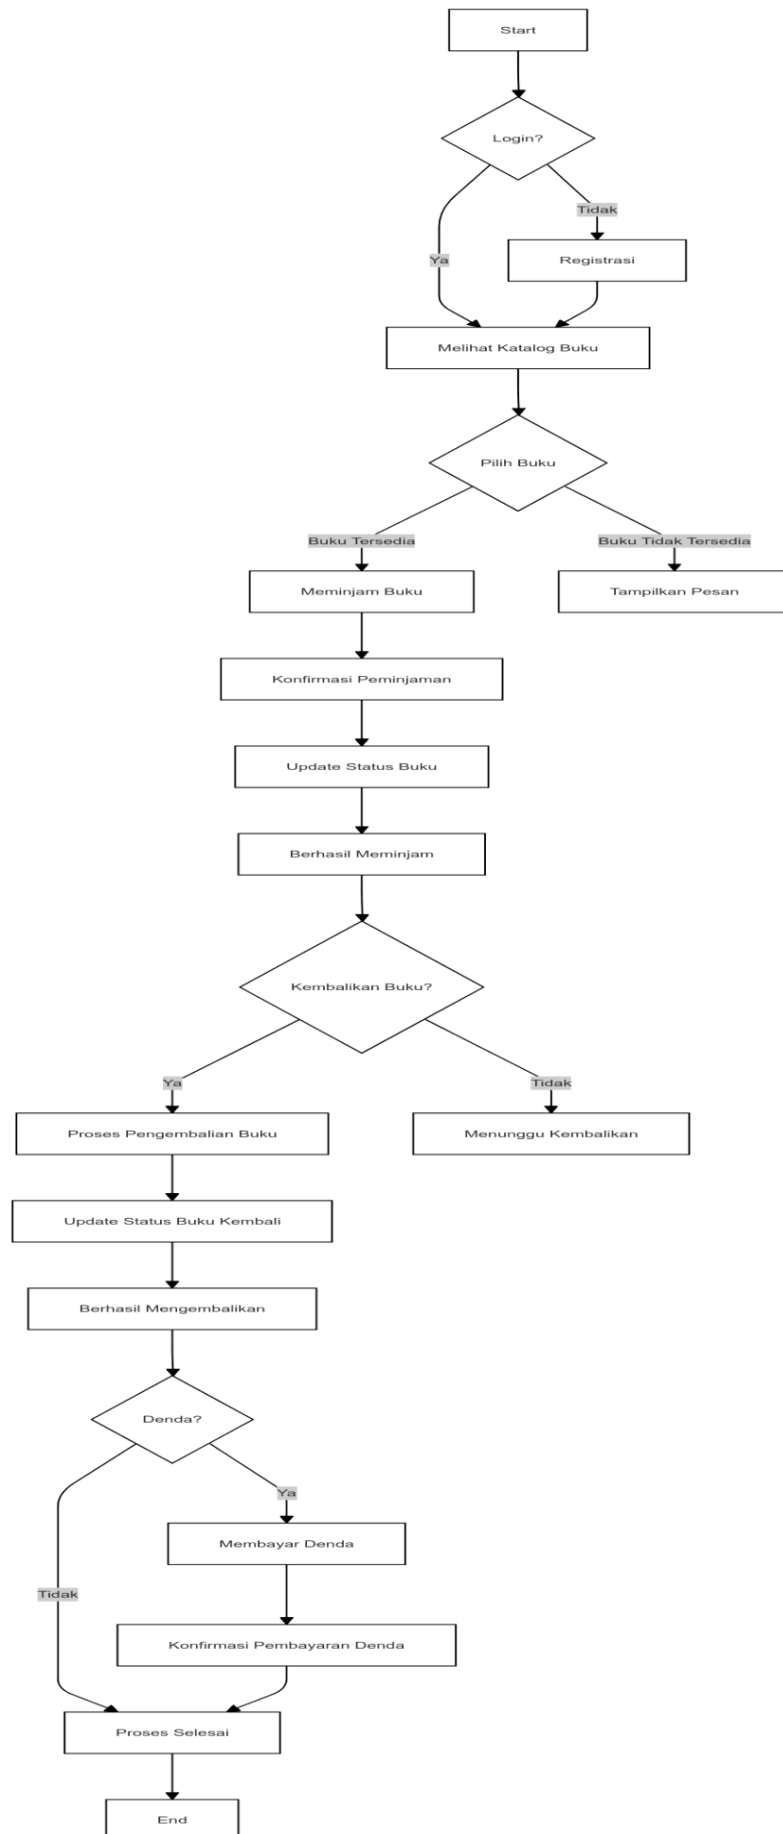 Start
Login?
Tidak
Ya
Registrasi
Melihat Katalog Buku
Pilih Buku
Buku Tersedia
Buku Tidak Tersedia
Meminjam Buku
Tampilkan Pesan
Konfirmasi Peminjaman
Update Status Buku
Berhasil Meminjam
Kembalikan Buku?
Ya
Tidak
Proses Pengembalian Buku
Menunggu Kembalikan
Update Status Buku Kembali
Berhasil Mengembalikan
Denda?
Ya
Membayar Denda
Tidak
Konfirmasi Pembayaran Denda
Proses Selesai
End